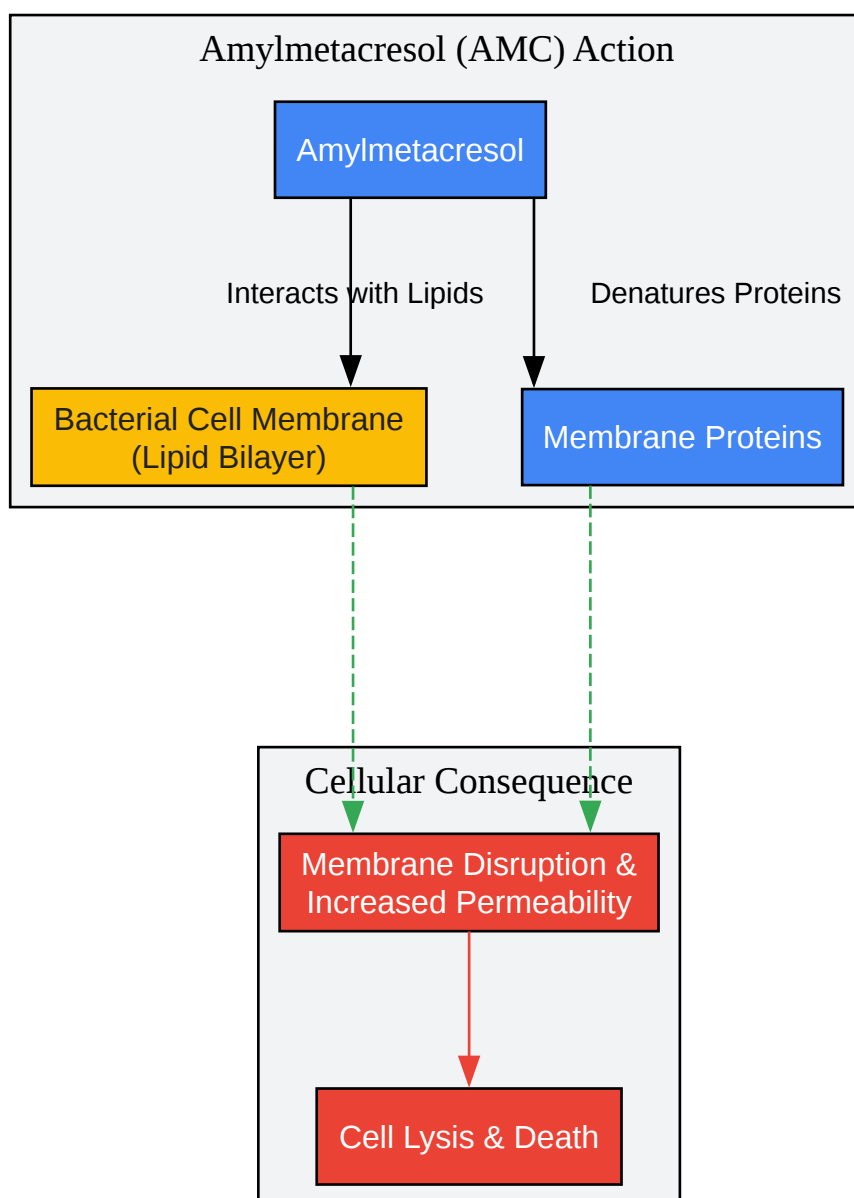 Amylmetacresol (AMC) Action
Amylmetacresol
Interacts with Lipids
Denatures Proteins
Bacterial Cell Membrane
(Lipid Bilayer)
Membrane Proteins
Cellular Consequence
Membrane Disruption &
Increased Permeability
Cell Lysis & Death